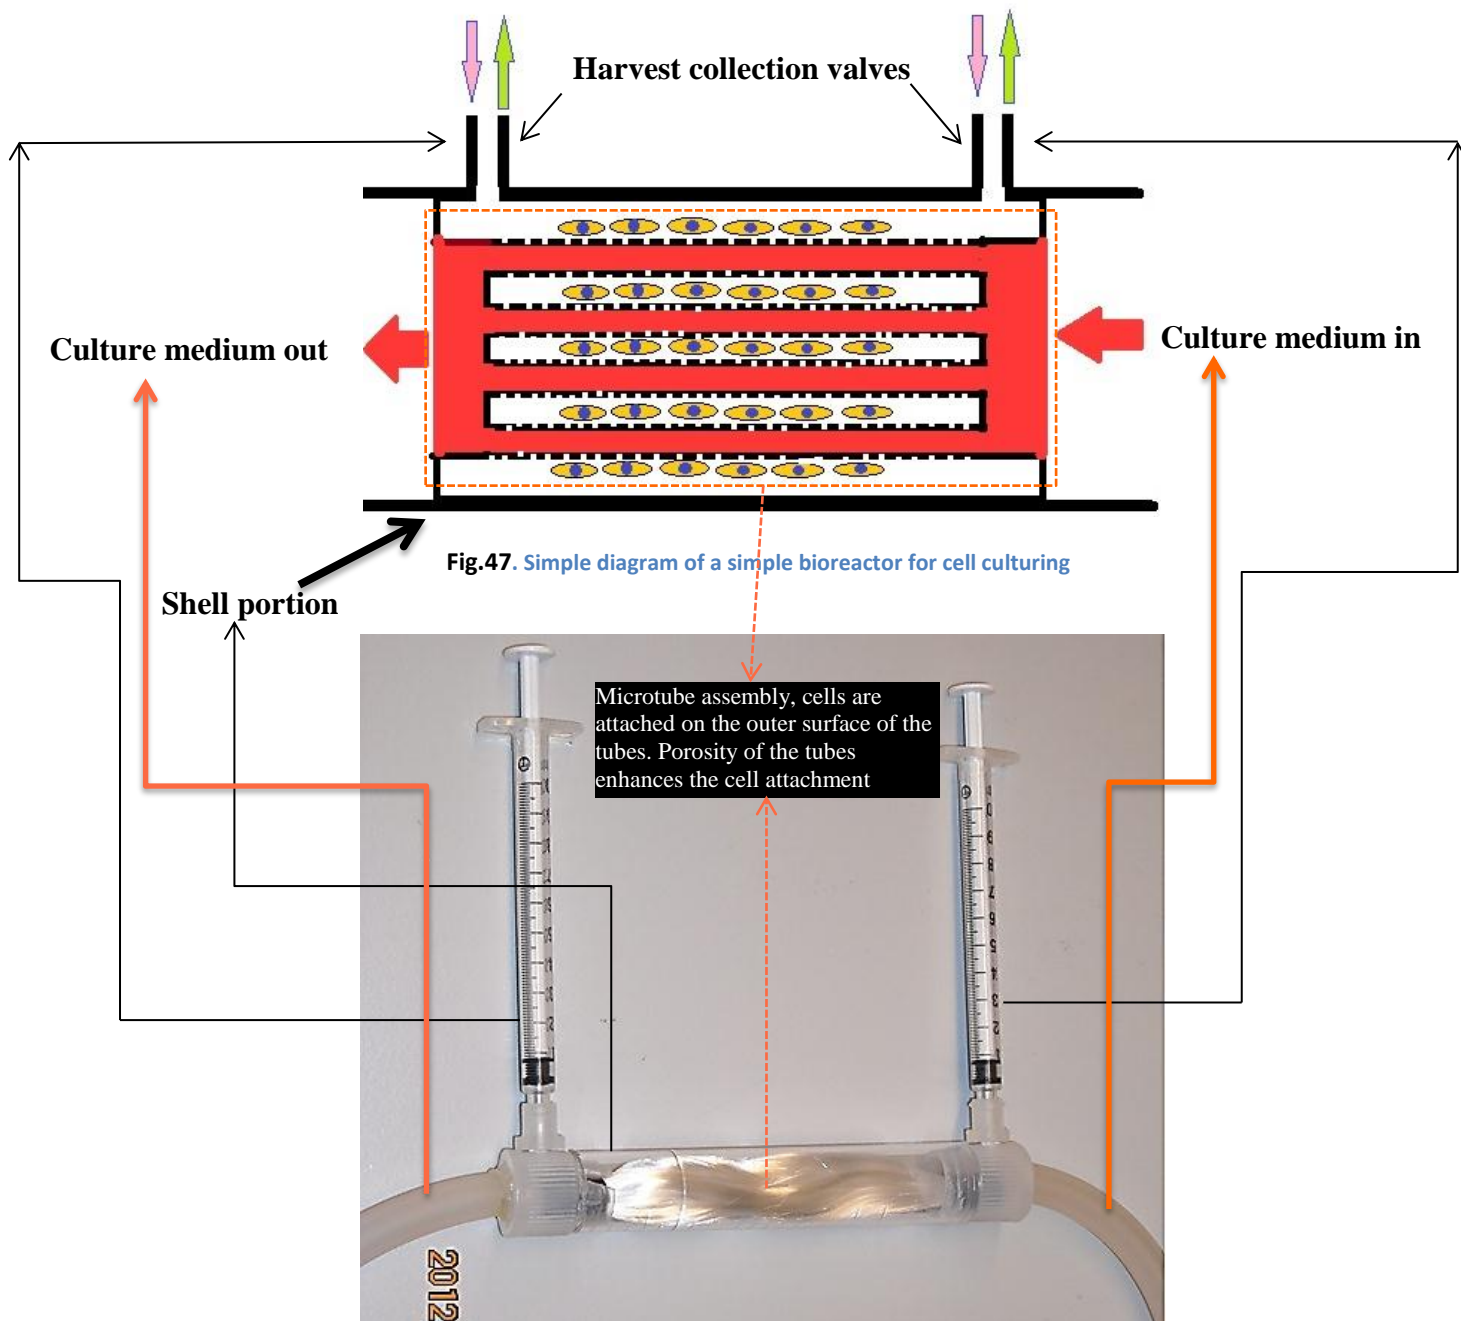 Harvest collection valves
Culture medium out
Culture medium in
Fig.47. Simple diagram of a simple bioreactor for cell culturing
Shell portion
Microtube assembly, cells are
attached on the outer surface of the
tubes. Porosity of the tubes
enhances the cell attachment
2012